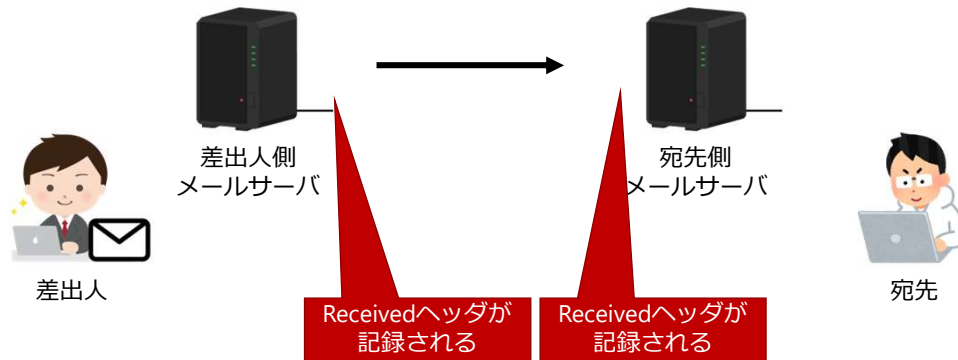 差出人側
メールサーバ
宛先側
メールサーバ
差出人
宛先
Receivedヘッダが
記録される
Receivedヘッダが
記録される